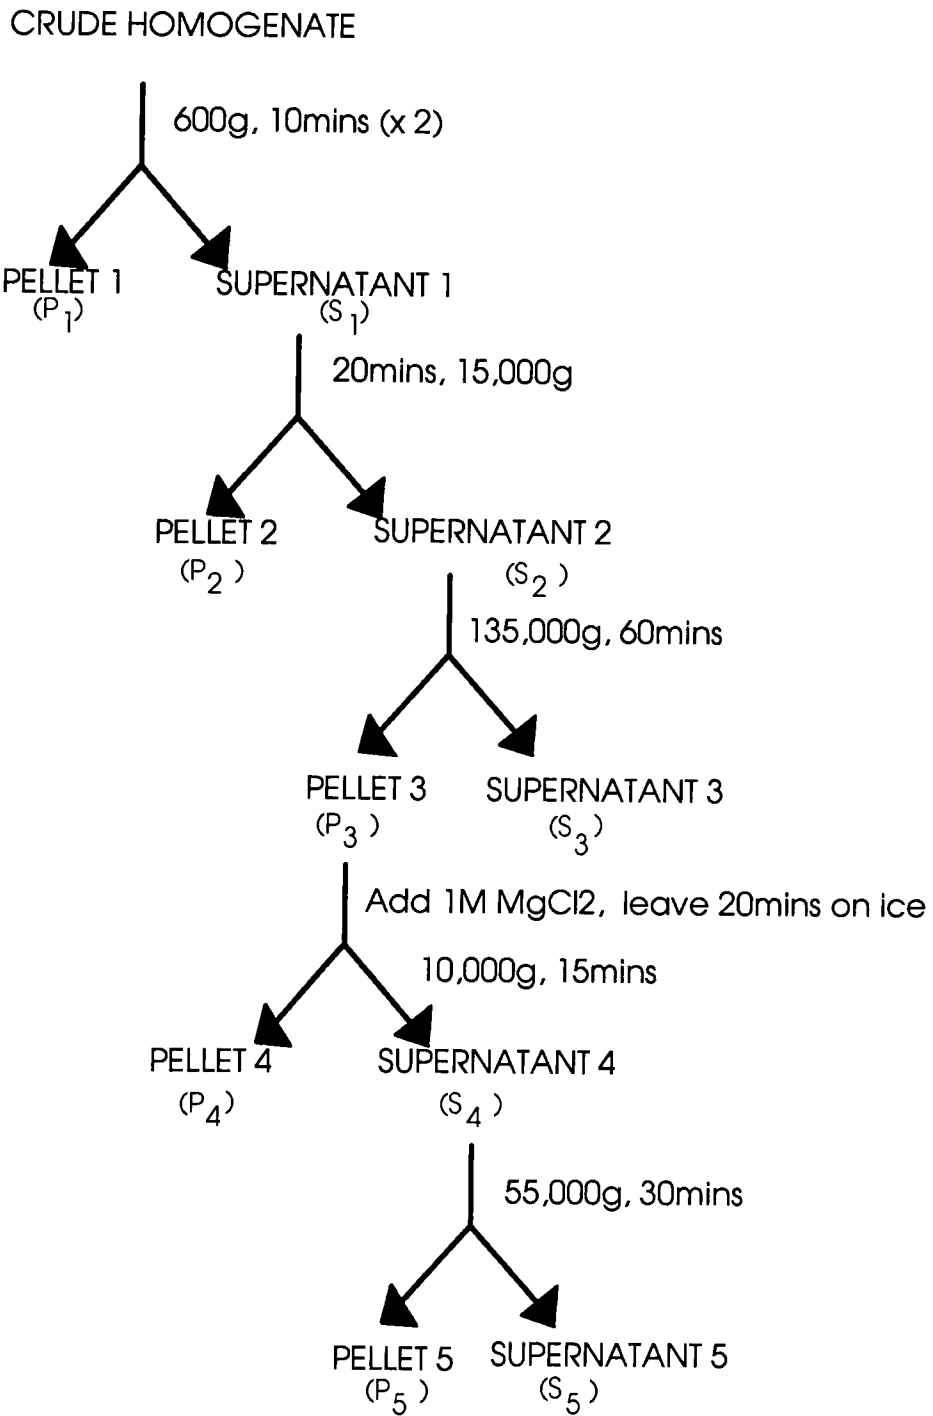 CRUDE HOMOGENATE
600g, 10mins (x 2)
PELLET 1 SUPERNATANT 1
(P1) (S1)
20mins, 15,000g
PELLET 2 SUPERNATANT 2
(P2 ) (S2 )
135,000g, 60mins
PELLET 3 SUPERNATANT 3
(P3 ) (S3)
Add 1M MgCl2, leave 20mins on ice
10,000g, 15mins
PELLET 4 SUPERNATANT 4
(P4) (S4 )
55,000g, 30mins
PELLET 5 SUPERNATANT 5
(P5 ) (S5)